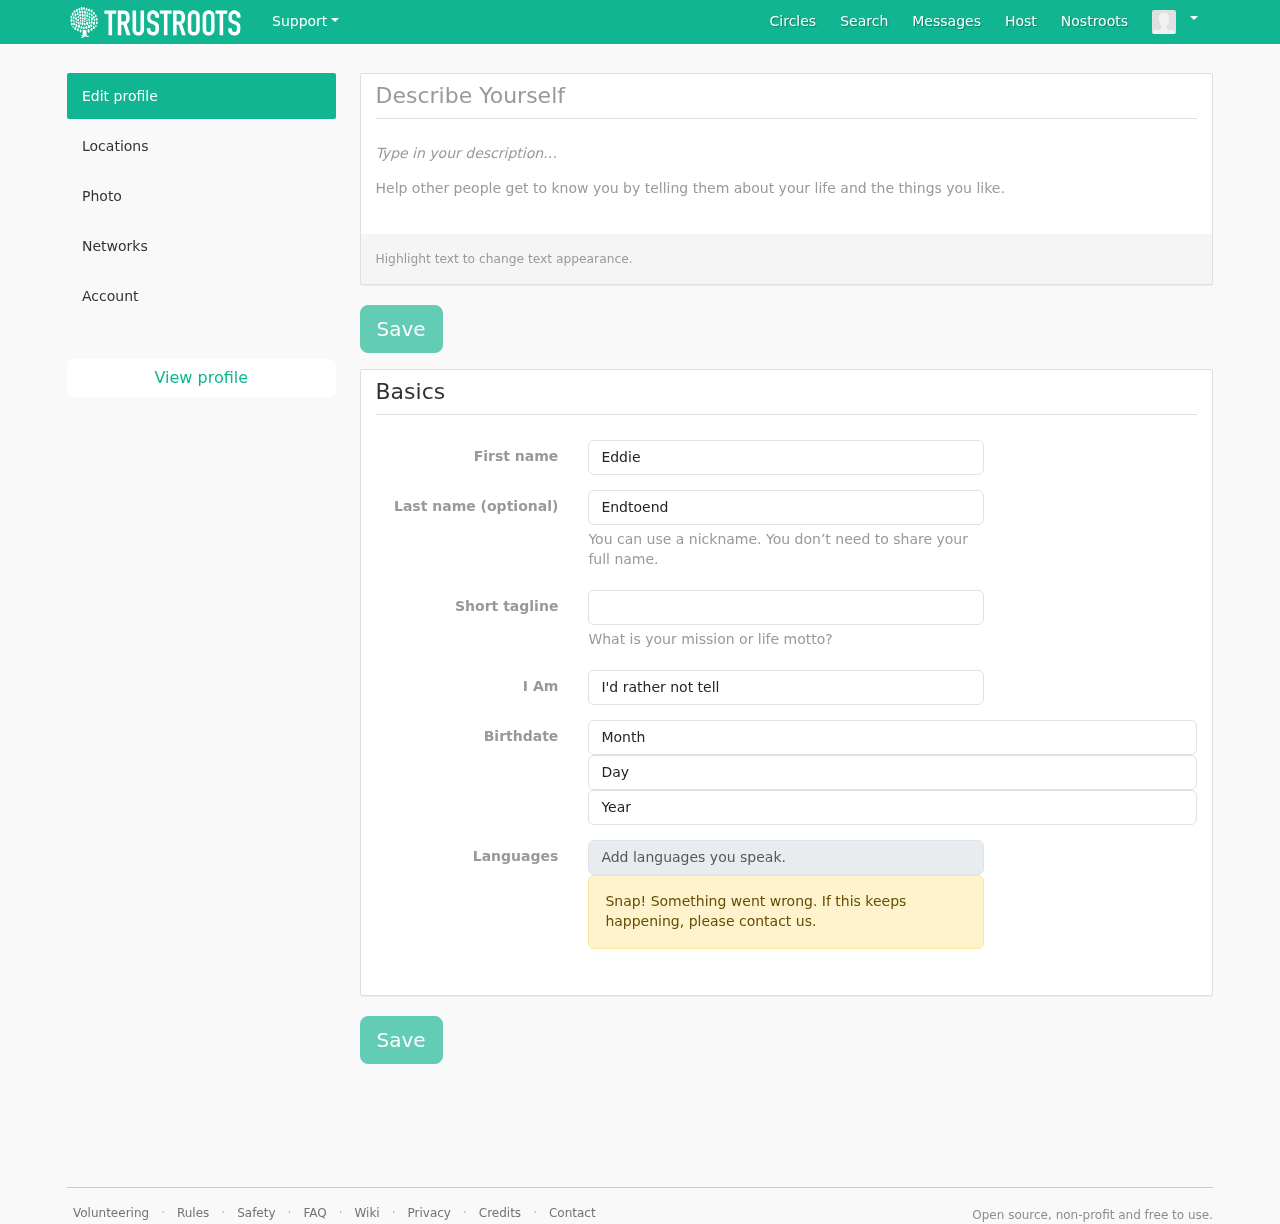 TRUSTROOTS
Support
Circles
Search
Messages
Host
Nostroots
Edit profile
Locations
Photo
Networks
Account
View profile
Describe Yourself
Type in your description...
Help other people get to know you by telling them about your life and the things you like.
Highlight text to change text appearance.
Save
Basics
First name
Eddie
Last name (optional)
Endtoend
You can use a nickname. You don’t need to share your
full name.
Short tagline
What is your mission or life motto?
I Am
I'd rather not tell
Birthdate
Month
Day
Year
Languages
Add languages you speak.
Snap! Something went wrong. If this keeps
happening, please contact us.
Save
Volunteering · Rules · Safety · FAQ · Wiki · Privacy · Credits · Contact
Open source, non-profit and free to use.